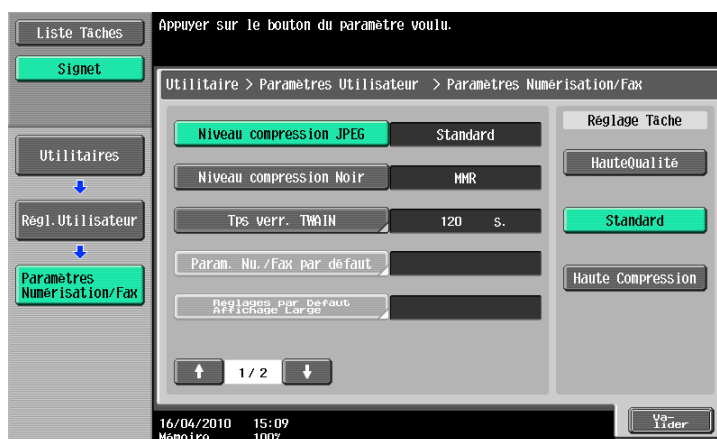 Liste Tâches
Appuyer sur le bouton du paramètre voulu.
Signet
Utilitaire > Paramètres Utilisateur > Paramètres Numérisation/Fax
Niveau compression JPEG Standard
Réglage Tâche
Utilitaires
Niveau compression Noir MMR
HauteQualité
Régl.Utilisateur
Tps verr. TWAIN 120 S.
Standard
Paramètres
Numérisation/Fax
Param. Nu./Fax par défaut
Haute Compression
Réglages par Défaut
Affichage Large
1/ 2
16/04/2010 15:09
Mémoire 100%
Va-
lider